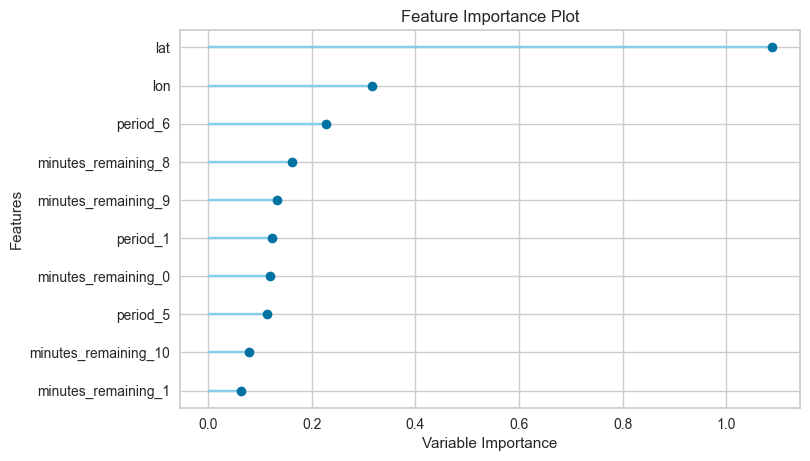 Feature Importance Plot
Features
lat
lon
period_6
minutes_remaining_8
minutes_remaining_9
period_1
minutes_remaining_0
period_5
minutes_remaining_10
minutes_remaining_1
0.0 0.2 0.4 0.6 0.8 1.0
Variable Importance